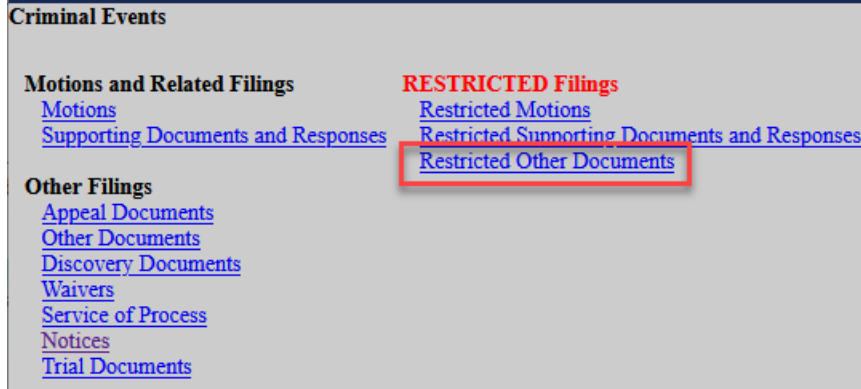 Criminal Events
Motions and Related Filings
Motions
Supporting Documents and Responses
Other Filings
Appeal Documents
Other Documents
Discovery Documents
Waivers
Service of Process
Notices
Trial Documents
RESTRICTED Filings
Restricted Motions
Restricted Supporting Documents and Responses
Restricted Other Documents